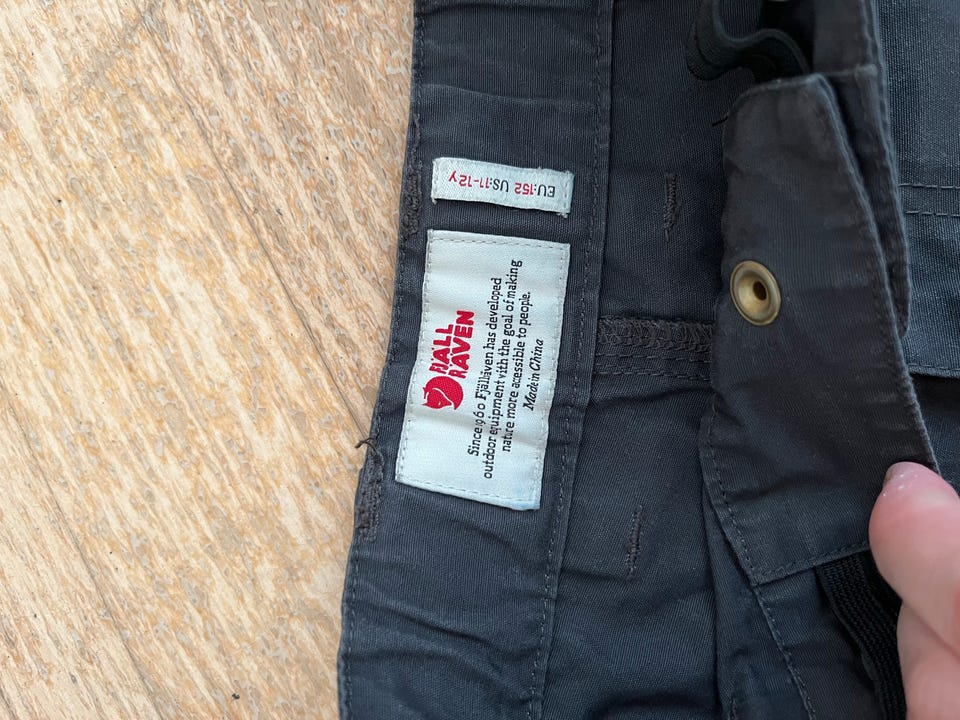 EU:152 US:11-12Y
FJÄLL
RÄVEN
Since 1960 Fjällräven has developed
outdoor equipment with the goal of making
nature more accessible to people.
Made in China